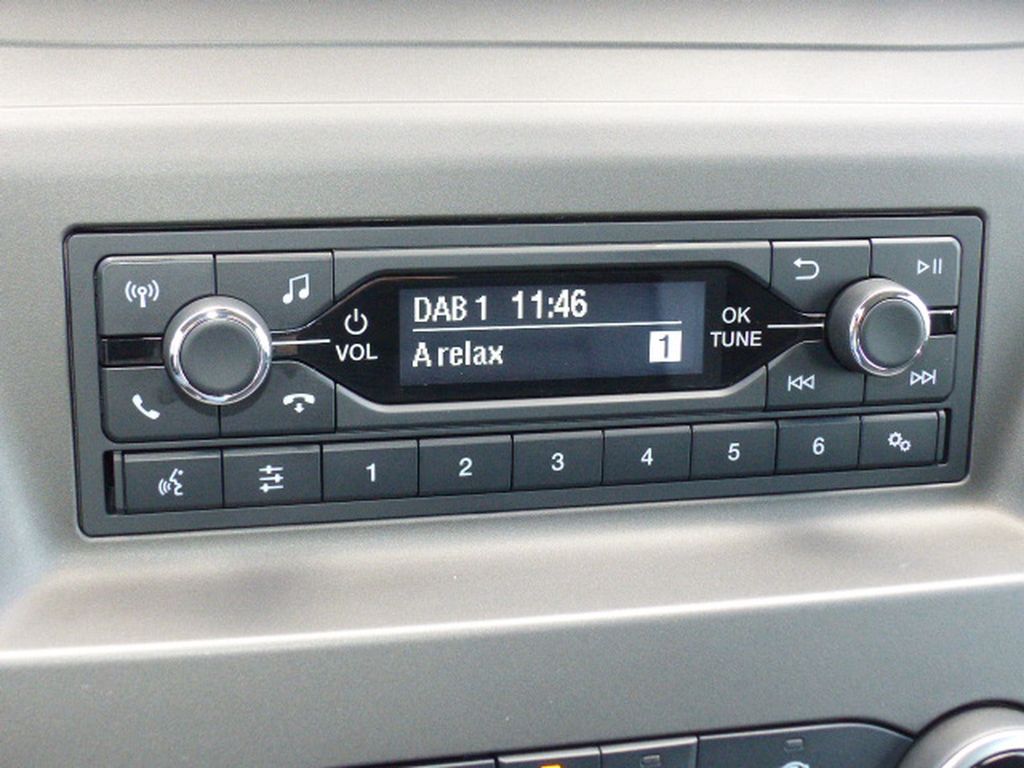 DAB 1 11:46
A relax 1
VOL
OK
TUNE
1 2 3 4 5 6